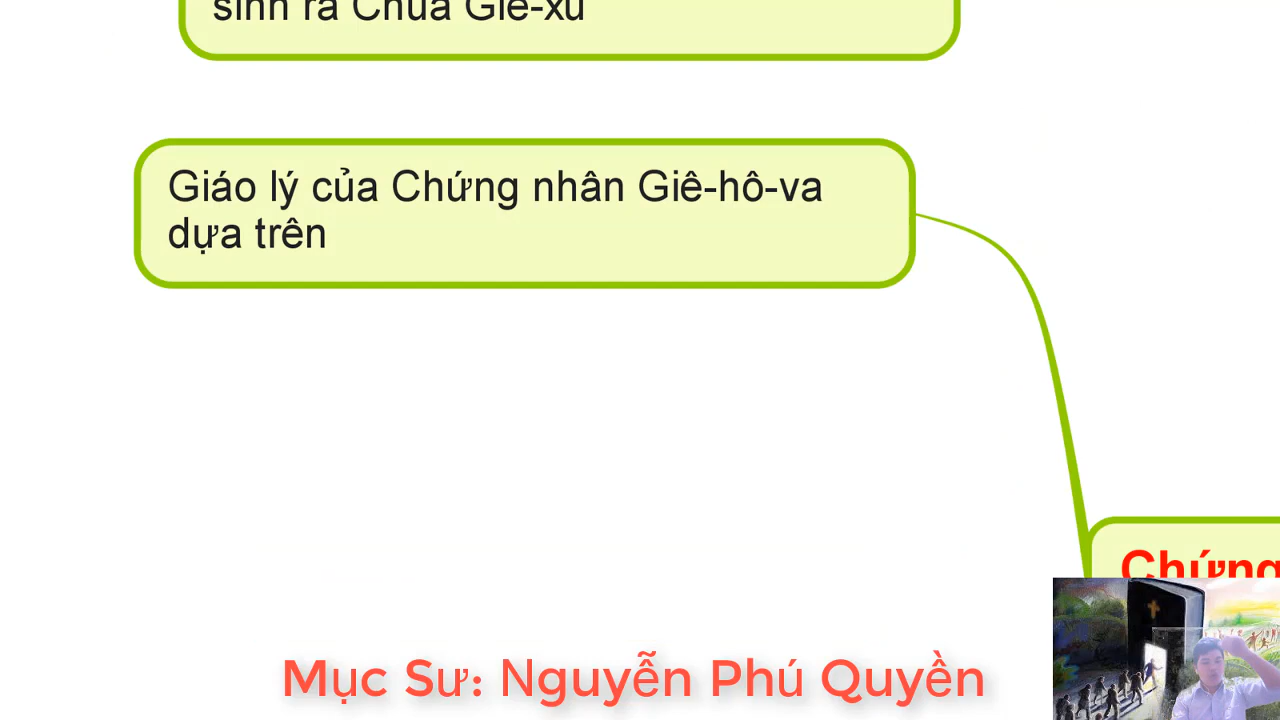 sinh ra Chúa Giê-xu
Giáo lý của Chứng nhân Giê-hô-va
dựa trên
Chứng
Mục Sư: Nguyễn Phú Quyền